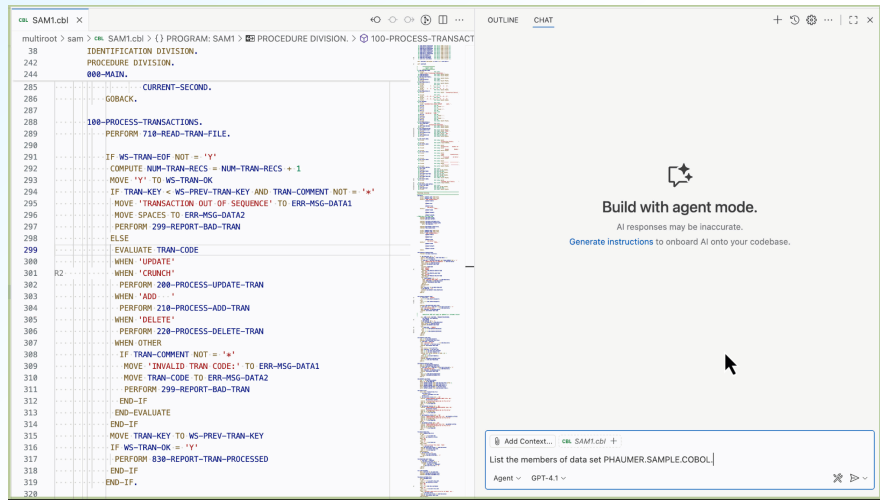 CBL SAM1.cbl ×
multiroot > sam > CBL SAM1.cbl > {} PROGRAM: SAM1 > PROCEDURE DIVISION. > 100-PROCESS-TRANSACT
38 IDENTIFICATION DIVISION.
242 PROCEDURE DIVISION.
244 000-MAIN.
285 CURRENT-SECOND.
286 GOBACK.
287
288 100-PROCESS-TRANSACTIONS.
289 PERFORM 710-READ-TRAN-FILE.
290
291 IF WS-TRAN-EOF NOT = 'Y'
292 COMPUTE NUM-TRAN-RECS = NUM-TRAN-RECS + 1
293 MOVE 'Y' TO WS-TRAN-OK
294 IF TRAN-KEY < WS-PREV-TRAN-KEY AND TRAN-COMMENT NOT = '*'
295 MOVE 'TRANSACTION OUT OF SEQUENCE' TO ERR-MSG-DATA1
296 MOVE SPACES TO ERR-MSG-DATA2
297 PERFORM 299-REPORT-BAD-TRAN
298 ELSE
299 EVALUATE TRAN-CODE
300 WHEN 'UPDATE'
301 R2 WHEN 'CRUNCH'
302 PERFORM 200-PROCESS-UPDATE-TRAN
303 WHEN 'ADD   '
304 PERFORM 210-PROCESS-ADD-TRAN
305 WHEN 'DELETE'
306 PERFORM 220-PROCESS-DELETE-TRAN
307 WHEN OTHER
308 IF TRAN-COMMENT NOT = '*'
309 MOVE 'INVALID TRAN CODE:' TO ERR-MSG-DATA1
310 MOVE TRAN-CODE TO ERR-MSG-DATA2
311 PERFORM 299-REPORT-BAD-TRAN
312 END-IF
313 END-EVALUATE
314 END-IF
315 MOVE TRAN-KEY TO WS-PREV-TRAN-KEY
316 IF WS-TRAN-OK = 'Y'
317 PERFORM 830-REPORT-TRAN-PROCESSED
318 END-IF
319 END-IF.
320
OUTLINE CHAT
Build with agent mode.
AI responses may be inaccurate.
Generate instructions to onboard AI onto your codebase.
Add Context... CBL SAM1.cbl +
List the members of data set PHAUMER.SAMPLE.COBOL.
Agent GPT-4.1